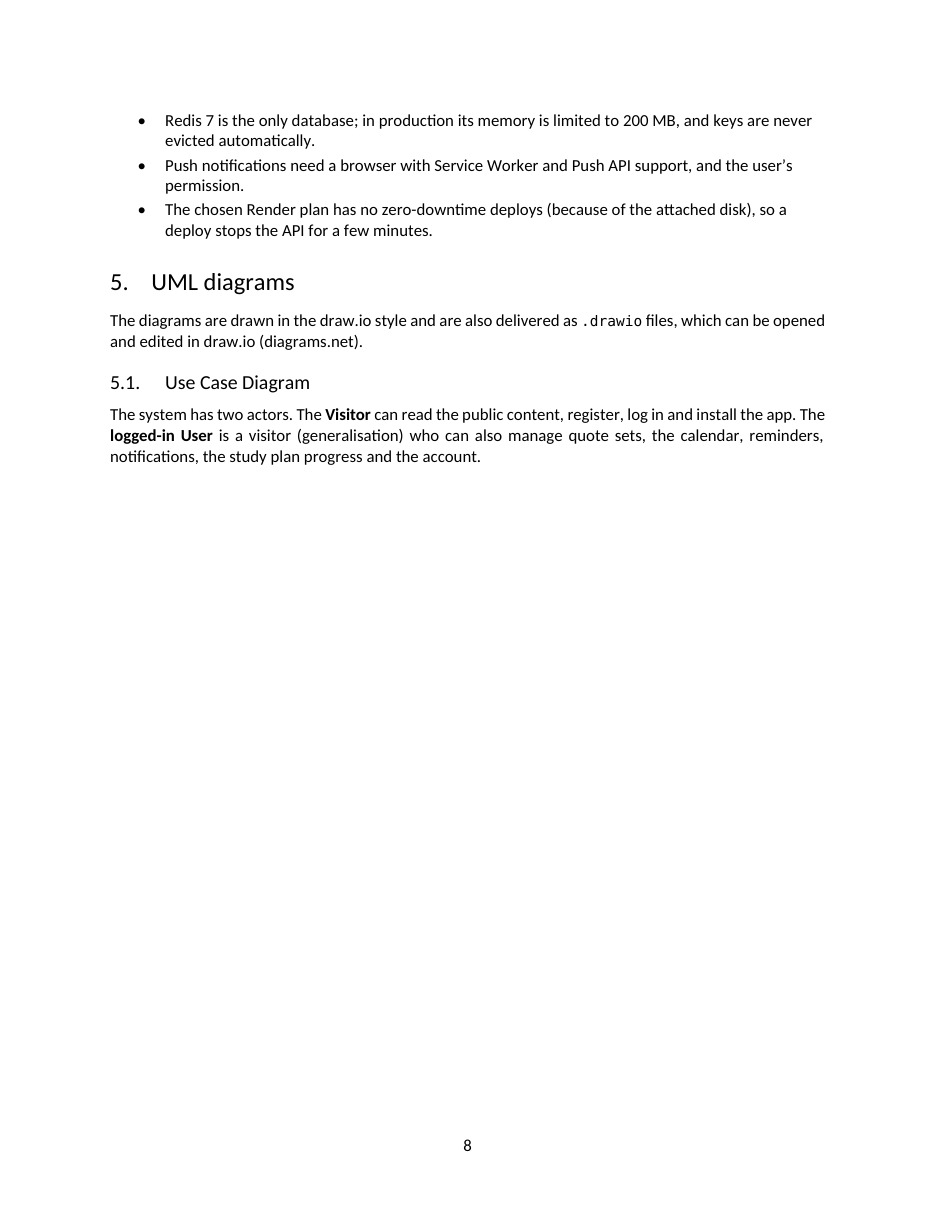 • Redis 7 is the only database; in production its memory is limited to 200 MB, and keys are never
evicted automatically.
• Push notifications need a browser with Service Worker and Push API support, and the user’s
permission.
• The chosen Render plan has no zero-downtime deploys (because of the attached disk), so a
deploy stops the API for a few minutes.
5. UML diagrams
The diagrams are drawn in the draw.io style and are also delivered as .drawio files, which can be opened
and edited in draw.io (diagrams.net).
5.1. Use Case Diagram
The system has two actors. The Visitor can read the public content, register, log in and install the app. The
logged-in User is a visitor (generalisation) who can also manage quote sets, the calendar, reminders,
notifications, the study plan progress and the account.
8